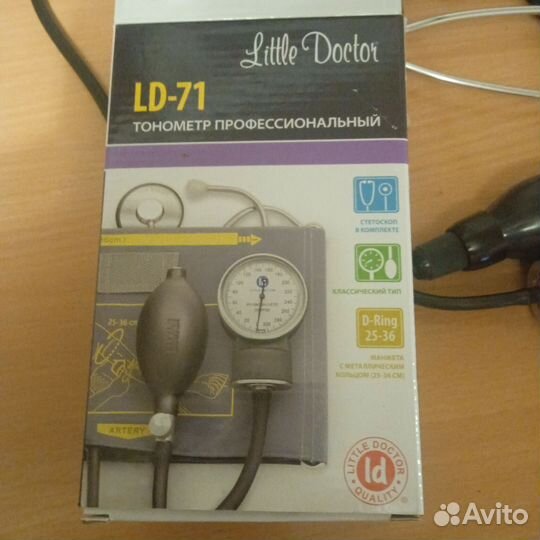 Little Doctor
LD-71
ТОНОМЕТР ПРОФЕССИОНАЛЬНЫЙ
СТЕТОСКОП
В КОМПЛЕКТЕ
КЛАССИЧЕСКИЙ ТИП
D-Ring
25-36
МАНЖЕТА
С МЕТАЛЛИЧЕСКИМ
КОЛЬЦОМ (25-36 СМ)
25-36 cm
ARTERY
LITTLE DOCTOR
ld
QUALITY
Avito